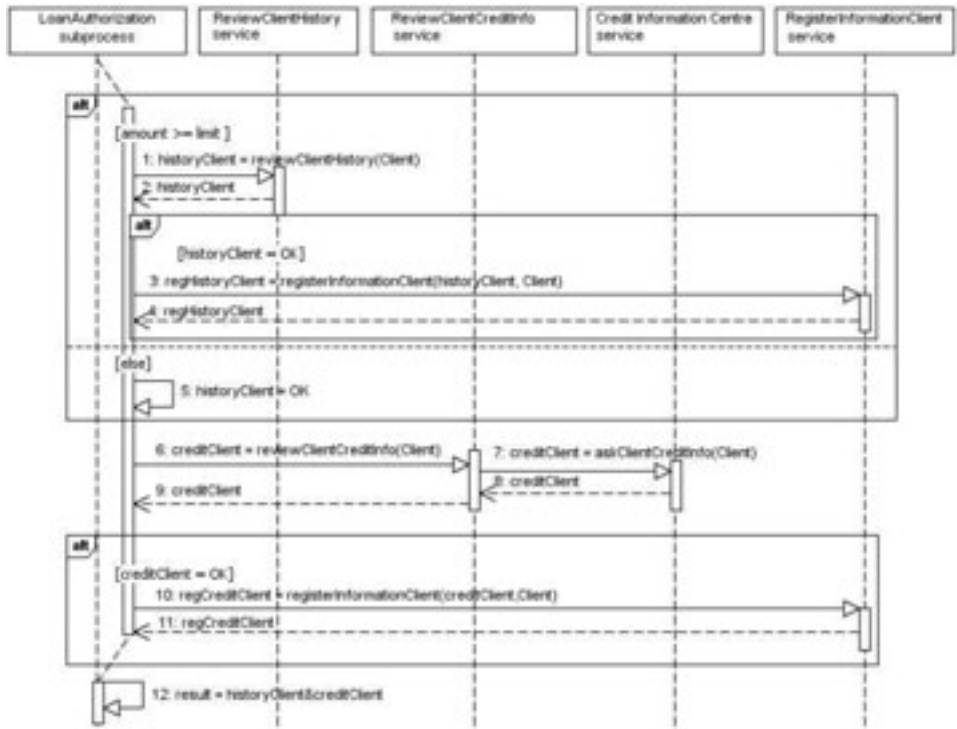 LoanAuthorization
subprocess
ReviewClientHistory
service
ReviewClientCreditInfo
service
Credit Information Centre
service
RegisterInformationClient
service
alt
[amount >= limit ]
1: historyClient = reviewClientHistory(Client)
2: historyClient
alt
[historyClient = OK]
3: regHistoryClient = registerInformationClient(historyClient, Client)
4: regHistoryClient
[else]
5: historyClient = OK
6: creditClient = reviewClientCreditInfo(Client)
7: creditClient = askClientCreditInfo(Client)
8: creditClient
9: creditClient
alt
[creditClient = OK]
10: regCreditClient = registerInformationClient(creditClient,Client)
11: regCreditClient
12: result = historyClient&creditClient